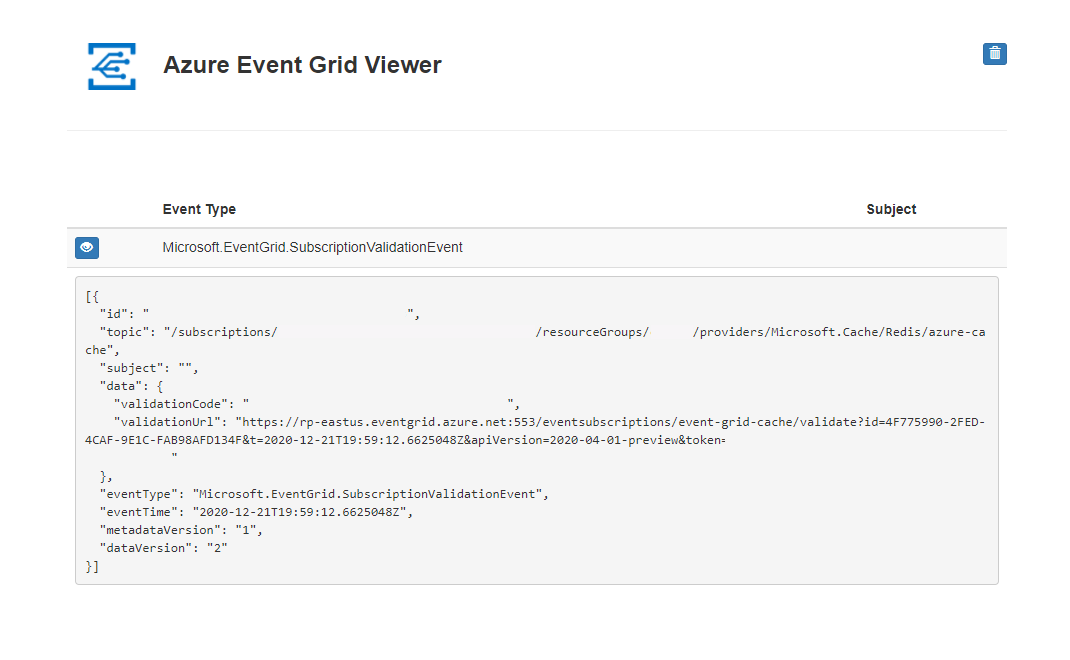 Azure Event Grid Viewer
Event Type Subject
Microsoft.EventGrid.SubscriptionValidationEvent
[{
"id": " ",
"topic": "/subscriptions/ /resourceGroups/ /providers/Microsoft.Cache/Redis/azure-ca
che",
"subject": "",
"data": {
"validationCode": " ",
"validationUrl": "https://rp-eastus.eventgrid.azure.net:553/eventsubscriptions/event-grid-cache/validate?id=4F775990-2FED-
4CAF-9E1C-FAB98AFD134F&t=2020-12-21T19:59:12.6625048Z&apiVersion=2020-04-01-preview&token=
"
},
"eventType": "Microsoft.EventGrid.SubscriptionValidationEvent",
"eventTime": "2020-12-21T19:59:12.6625048Z",
"metadataVersion": "1",
"dataVersion": "2"
}]